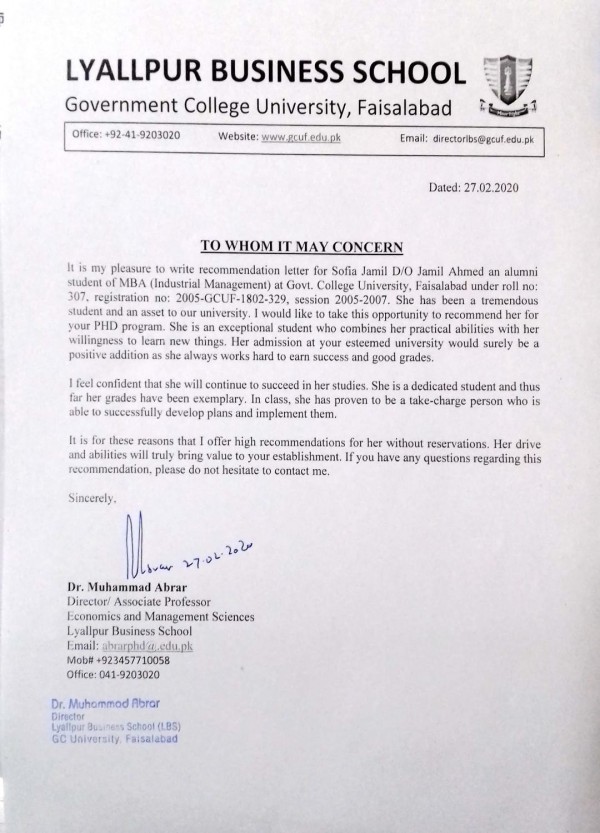 LYALLPUR BUSINESS SCHOOL
Government College University, Faisalabad
Office: +92-41-9203020 Website: www.gcuf.edu.pk Email: directorlbs@gcuf.edu.pk
Dated: 27.02.2020
TO WHOM IT MAY CONCERN
It is my pleasure to write recommendation letter for Sofia Jamil D/O Jamil Ahmed an alumni
student of MBA (Industrial Management) at Govt. College University, Faisalabad under roll no:
307, registration no: 2005-GCUF-1802-329, session 2005-2007. She has been a tremendous
student and an asset to our university. I would like to take this opportunity to recommend her for
your PHD program. She is an exceptional student who combines her practical abilities with her
willingness to learn new things. Her admission at your esteemed university would surely be a
positive addition as she always works hard to earn success and good grades.
I feel confident that she will continue to succeed in her studies. She is a dedicated student and thus
far her grades have been exemplary. In class, she has proven to be a take-charge person who is
able to successfully develop plans and implement them.
It is for these reasons that I offer high recommendations for her without reservations. Her drive
and abilities will truly bring value to your establishment. If you have any questions regarding this
recommendation, please do not hesitate to contact me.
Sincerely,
27.02.2020
Dr. Muhammad Abrar
Director/ Associate Professor
Economics and Management Sciences
Lyallpur Business School
Email: abrarphd@.edu.pk
Mob# +923457710058
Office: 041-9203020
Dr. Muhammad Abrar
Director
Lyallpur Business School (LBS)
GC University, Faisalabad